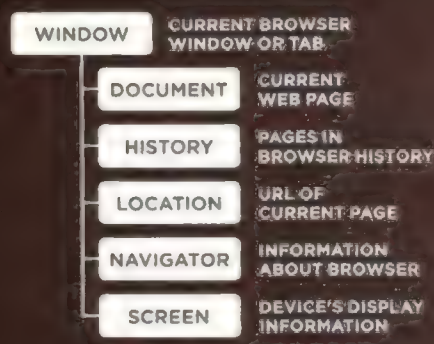 WINDOW
CURRENT BROWSER
WINDOW OR TAB
DOCUMENT
CURRENT
WEB PAGE
HISTORY
PAGES IN
BROWSER HISTORY
LOCATION
URL OF
CURRENT PAGE
NAVIGATOR
INFORMATION
ABOUT BROWSER
SCREEN
DEVICE'S DISPLAY
INFORMATION